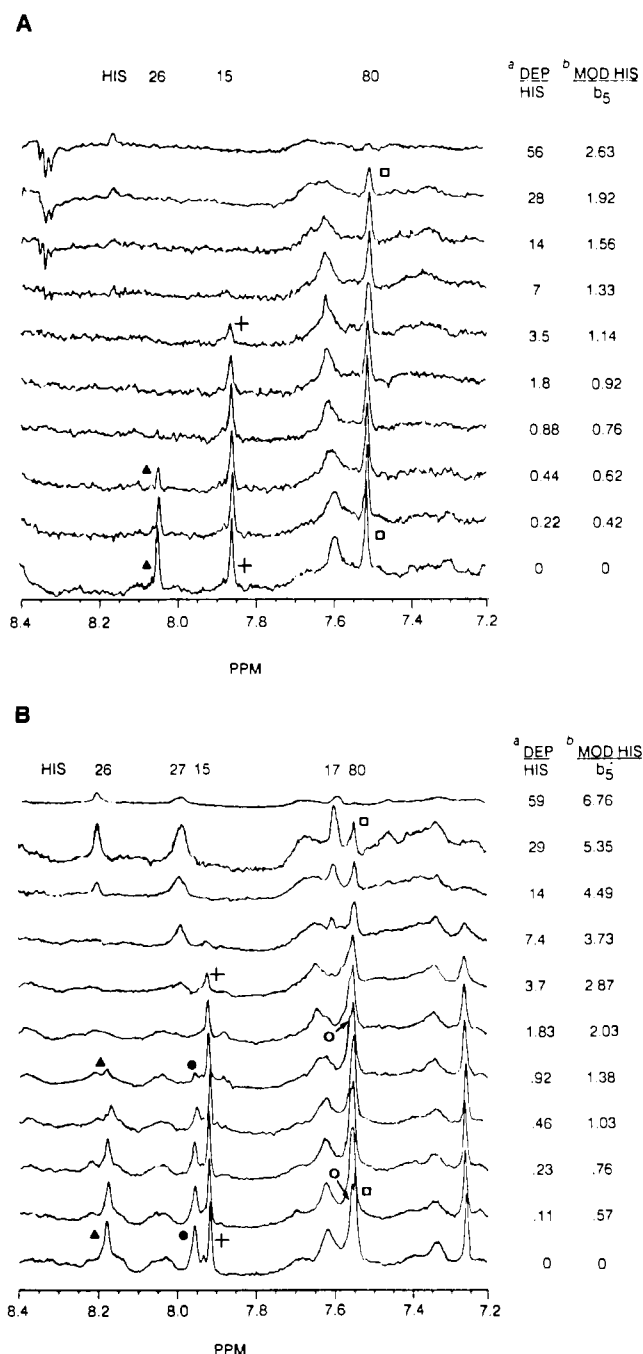 A
HIS 26 15 80 a DEP HIS b MOD HIS b5
56 2.63
28 1.92
14 1.56
7 1.33
3.5 1.14
1.8 0.92
0.88 0.76
0.44 0.62
0.22 0.42
0 0
8.4 8.2 8.0 7.8 7.6 7.4 7.2
PPM
B
HIS 26 27 15 17 80 a DEP HIS b MOD HIS b5
59 6.76
29 5.35
14 4.49
7.4 3.73
3.7 2.87
1.83 2.03
.92 1.38
.46 1.03
.23 .76
.11 .57
0 0
8.4 8.2 8.0 7.8 7.6 7.4 7.2
PPM